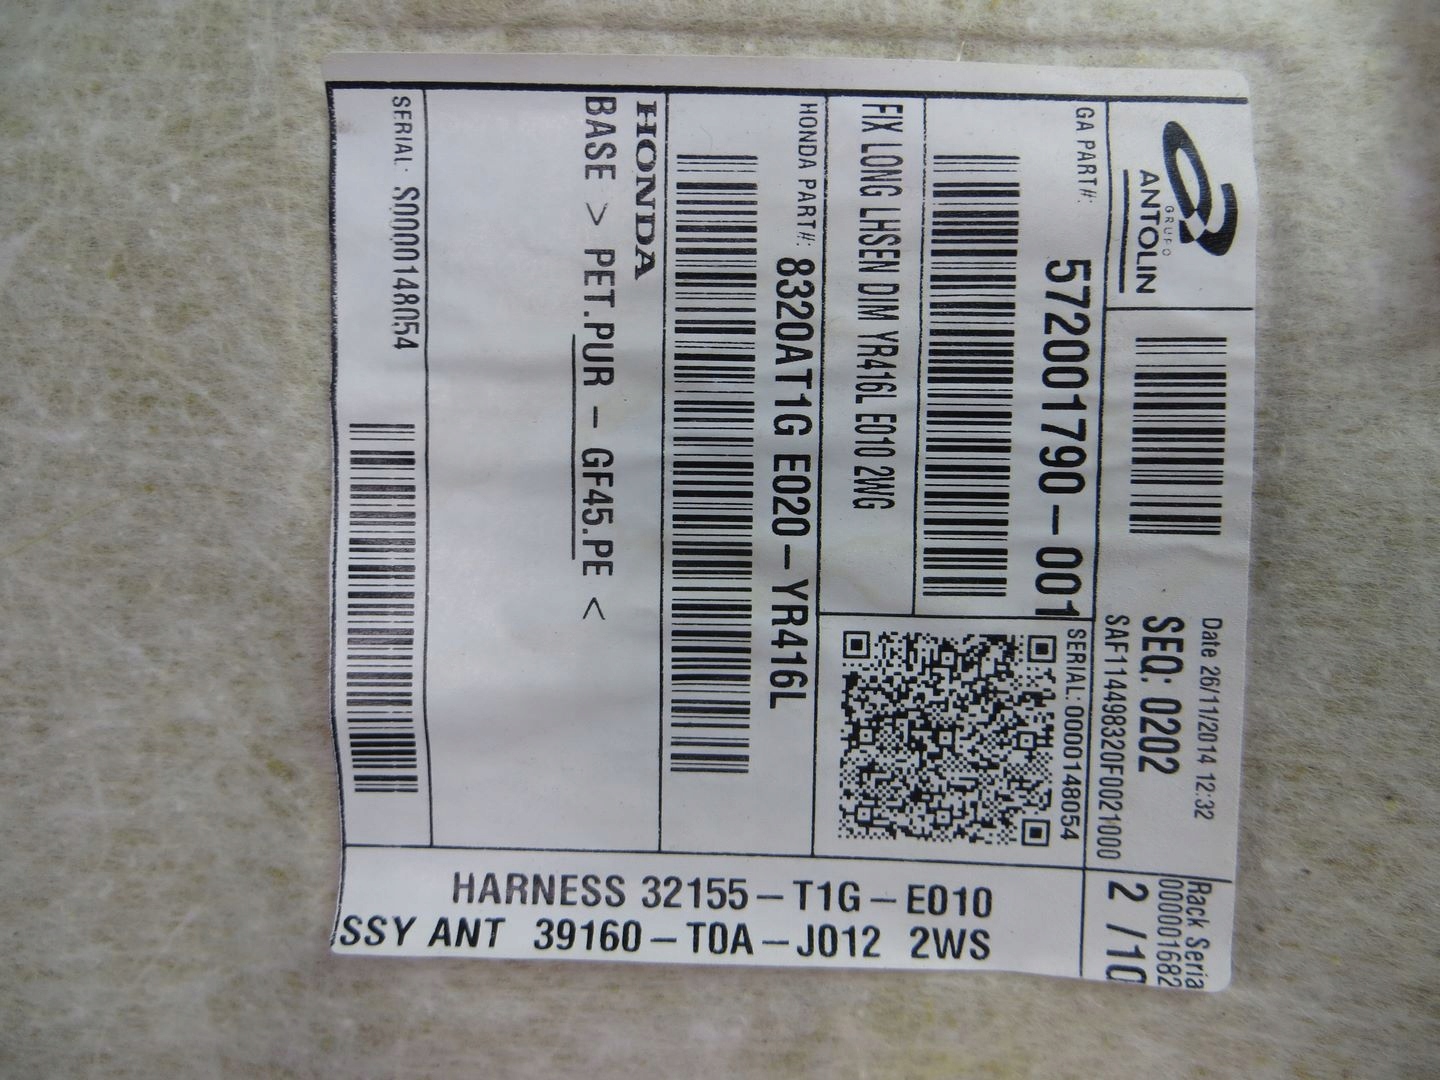 GRUPO
ANTOLIN
Date 26/11/2014 12:32
SEQ: 0202
SAF114498320F0021000
Rack Seria
000001682
2 /10
GA PART#:
5720001790-001
SERIAL: 0000148054
FIX LONG LHSEN DIM YR416L E010 2WG
HONDA PART#:
8320AT1G E020-YR416L
HONDA
BASE > PET.PUR - GF45.PE <
SERIAL: S0000148054
HARNESS 32155-T1G-E010
SSY ANT 39160-T0A-J012 2WS